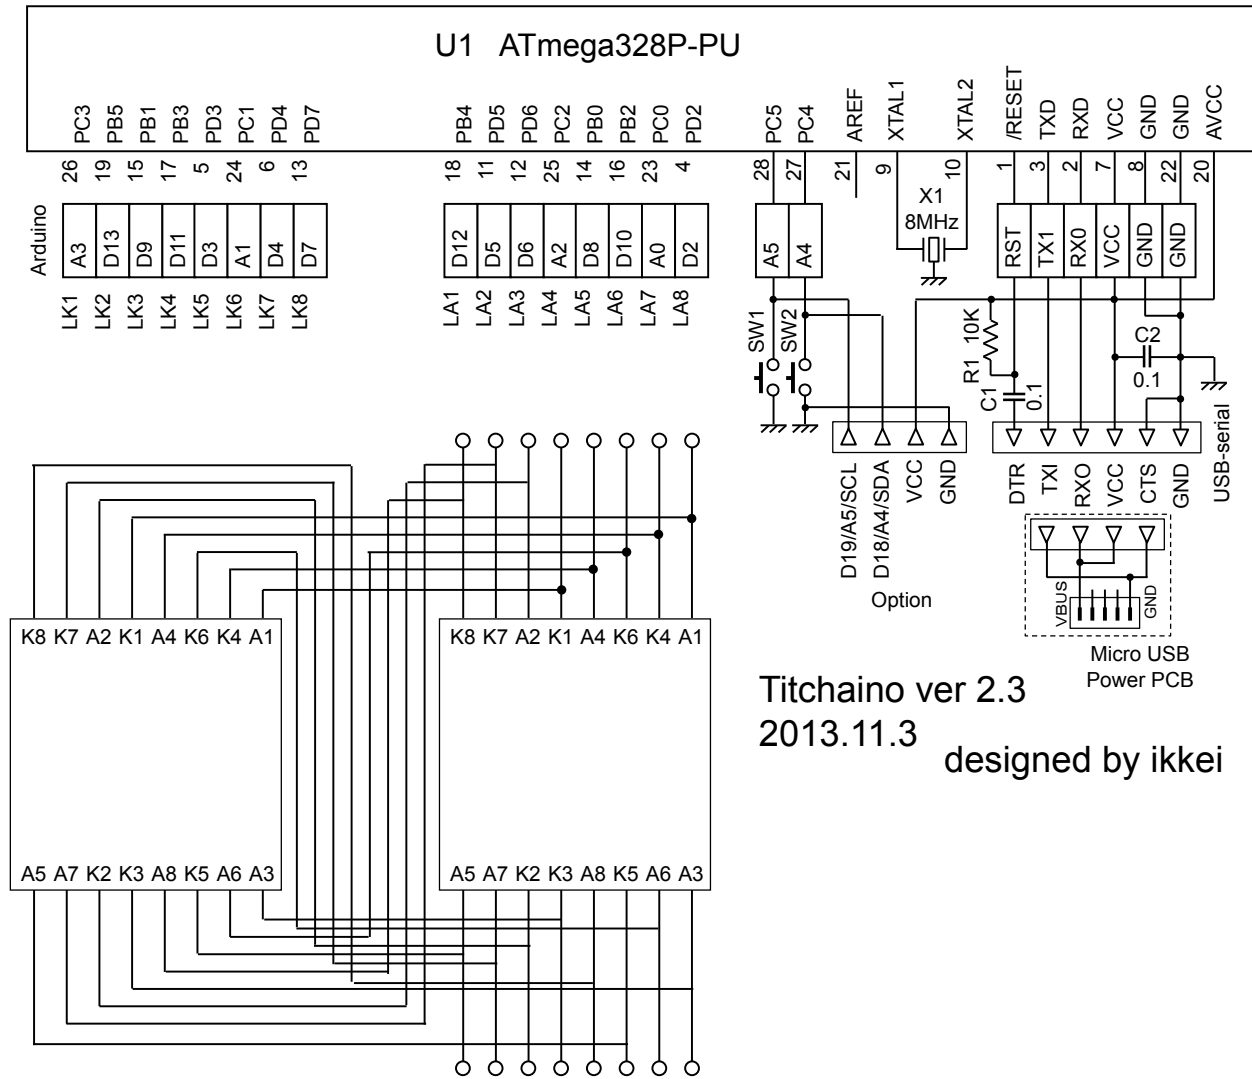 U1 ATmega328P-PU
PC3 PB5 PB1 PB3 PD3 PC1 PD4 PD7
PB4 PD5 PD6 PC2 PB0 PB2 PC0 PD2
PC5 PC4 AREF XTAL1 XTAL2
/RESET TXD RXD VCC GND GND AVCC
26 19 15 17 5 24 6 13
18 11 12 25 14 16 23 4
28 27 21 9 10
1 3 2 7 8 22 20
X1
8MHz
Arduino
A3 D13 D9 D11 D3 A1 D4 D7
D12 D5 D6 A2 D8 D10 A0 D2
A5 A4
RST TX1 RX0 VCC GND GND
LK1 LK2 LK3 LK4 LK5 LK6 LK7 LK8
LA1 LA2 LA3 LA4 LA5 LA6 LA7 LA8
SW1 SW2
R1 10K
C1 0.1
C2
0.1
D19/A5/SCL D18/A4/SDA VCC GND
Option
DTR TXI RXO VCC CTS GND
USB-serial
VBUS GND
Micro USB
Power PCB
K8 K7 A2 K1 A4 K6 K4 A1
K8 K7 A2 K1 A4 K6 K4 A1
A5 A7 K2 K3 A8 K5 A6 A3
A5 A7 K2 K3 A8 K5 A6 A3
Titchaino ver 2.3
2013.11.3
designed by ikkei